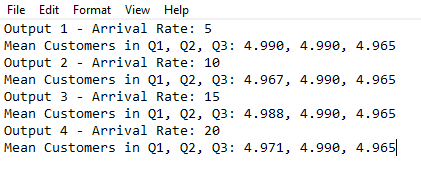 File Edit Format View Help
Output 1 - Arrival Rate: 5
Mean Customers in Q1, Q2, Q3: 4.990, 4.990, 4.965
Output 2 - Arrival Rate: 10
Mean Customers in Q1, Q2, Q3: 4.967, 4.990, 4.965
Output 3 - Arrival Rate: 15
Mean Customers in Q1, Q2, Q3: 4.988, 4.990, 4.965
Output 4 - Arrival Rate: 20
Mean Customers in Q1, Q2, Q3: 4.971, 4.990, 4.965